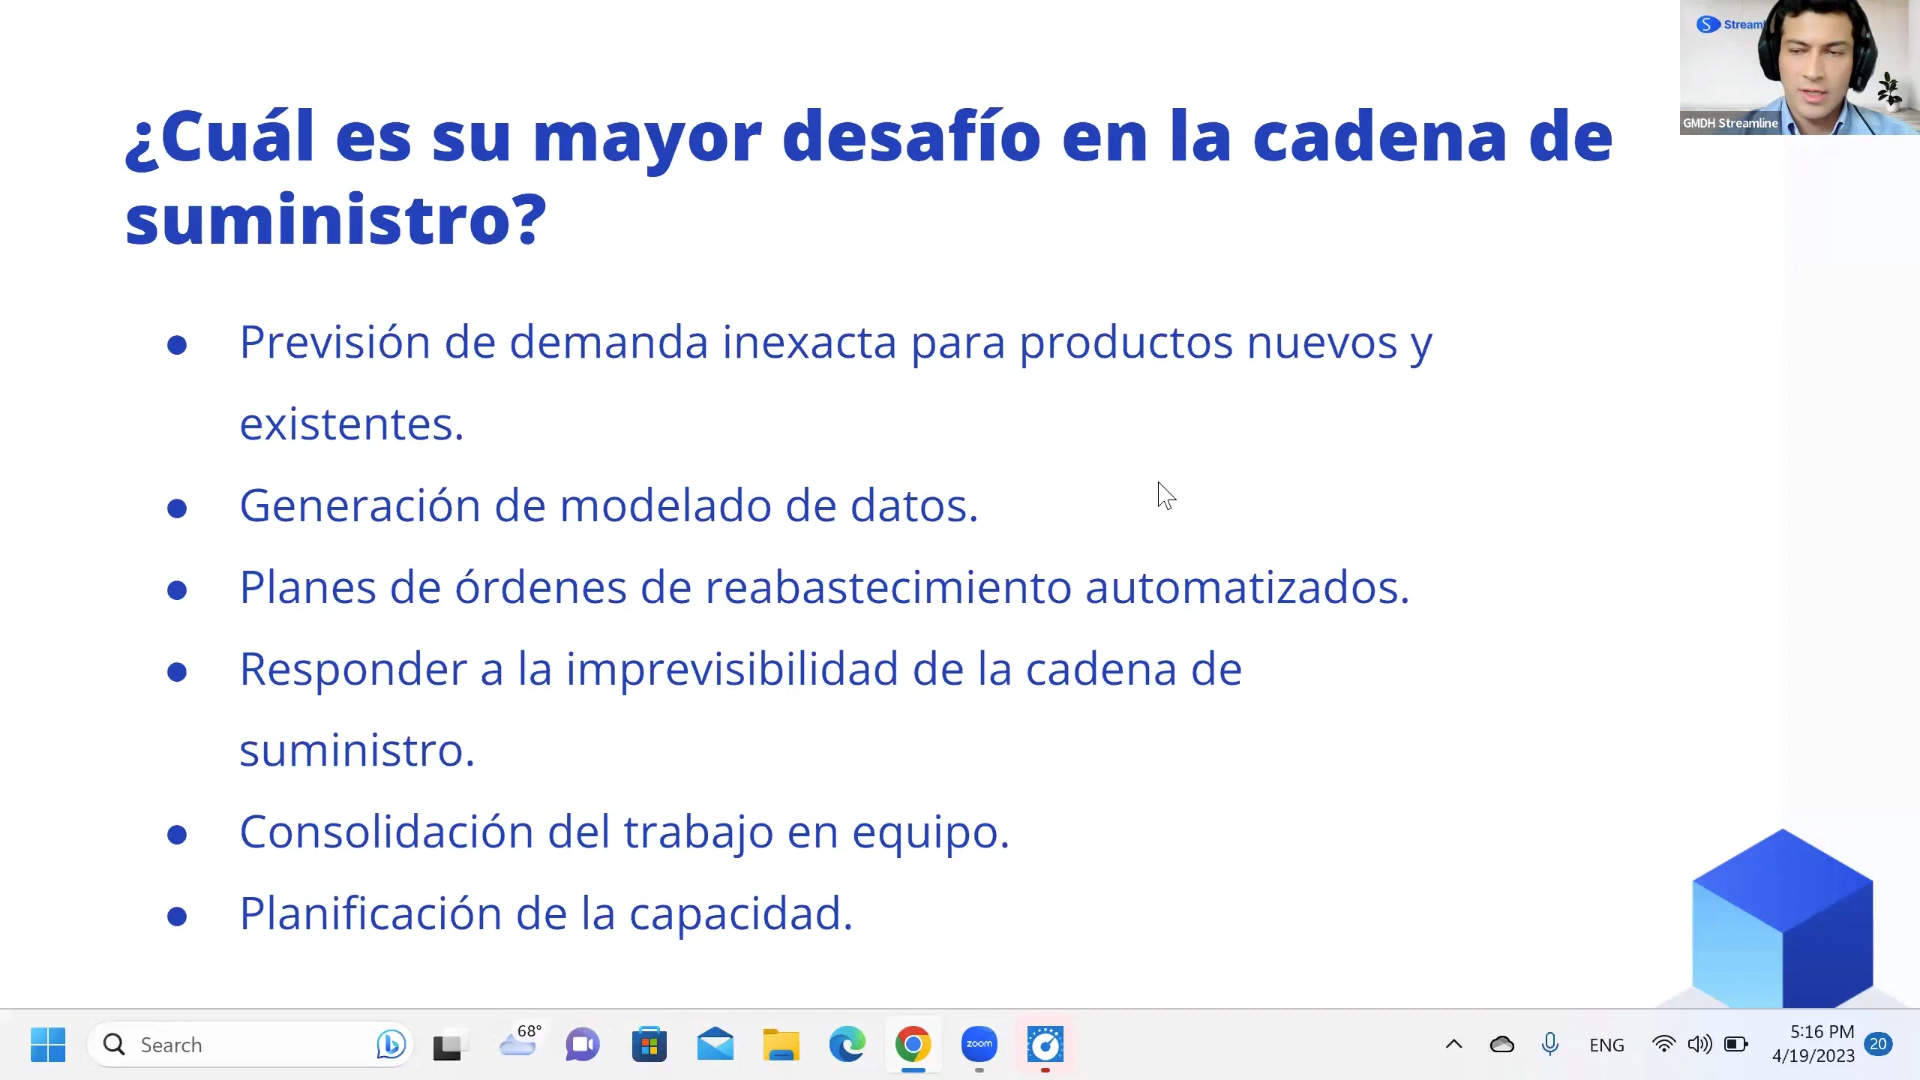 Stream
GMDH Streamline
¿Cuál es su mayor desafío en la cadena de
suministro?
● Previsión de demanda inexacta para productos nuevos y
existentes.
● Generación de modelado de datos.
● Planes de órdenes de reabastecimiento automatizados.
● Responder a la imprevisibilidad de la cadena de
suministro.
● Consolidación del trabajo en equipo.
● Planificación de la capacidad.
Search
68°
zoom
ENG
5:16 PM
4/19/2023
20